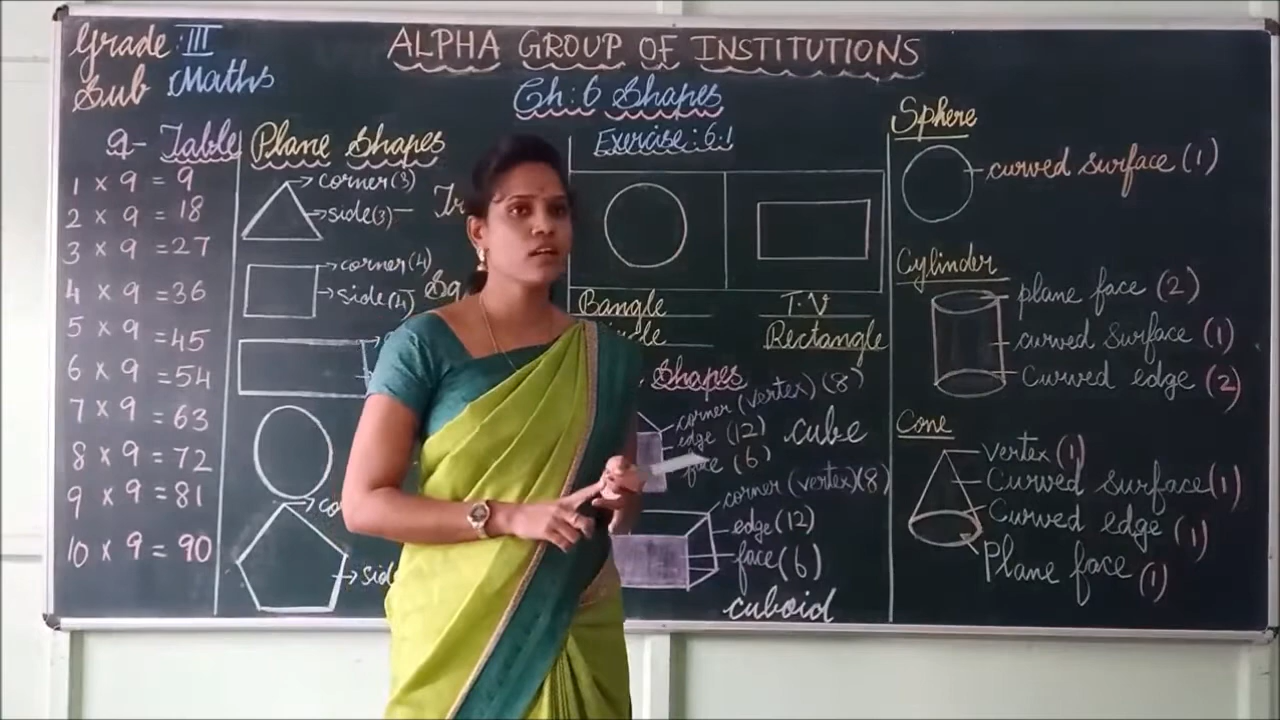 Grade : III
Sub Maths
ALPHA GROUP OF INSTITUTIONS
Ch : 6 Shapes
Exercise : 6.1
9 - Table
1 × 9 = 9
2 × 9 = 18
3 × 9 = 27
4 × 9 = 36
5 × 9 = 45
6 × 9 = 54
7 × 9 = 63
8 × 9 = 72
9 × 9 = 81
10 × 9 = 90
Plane Shapes
corner (3)
side (3)
corner (4)
side (4)
Bangle
T.V
Rectangle
Shapes
corner (vertex) (8)
edge (12)
face (6)
cube
corner (vertex) (8)
edge (12)
face (6)
cuboid
Sphere
curved surface (1)
Cylinder
plane face (2)
curved surface (1)
Curved edge (2)
Cone
vertex (1)
Curved surface (1)
Curved edge (1)
Plane face (1)